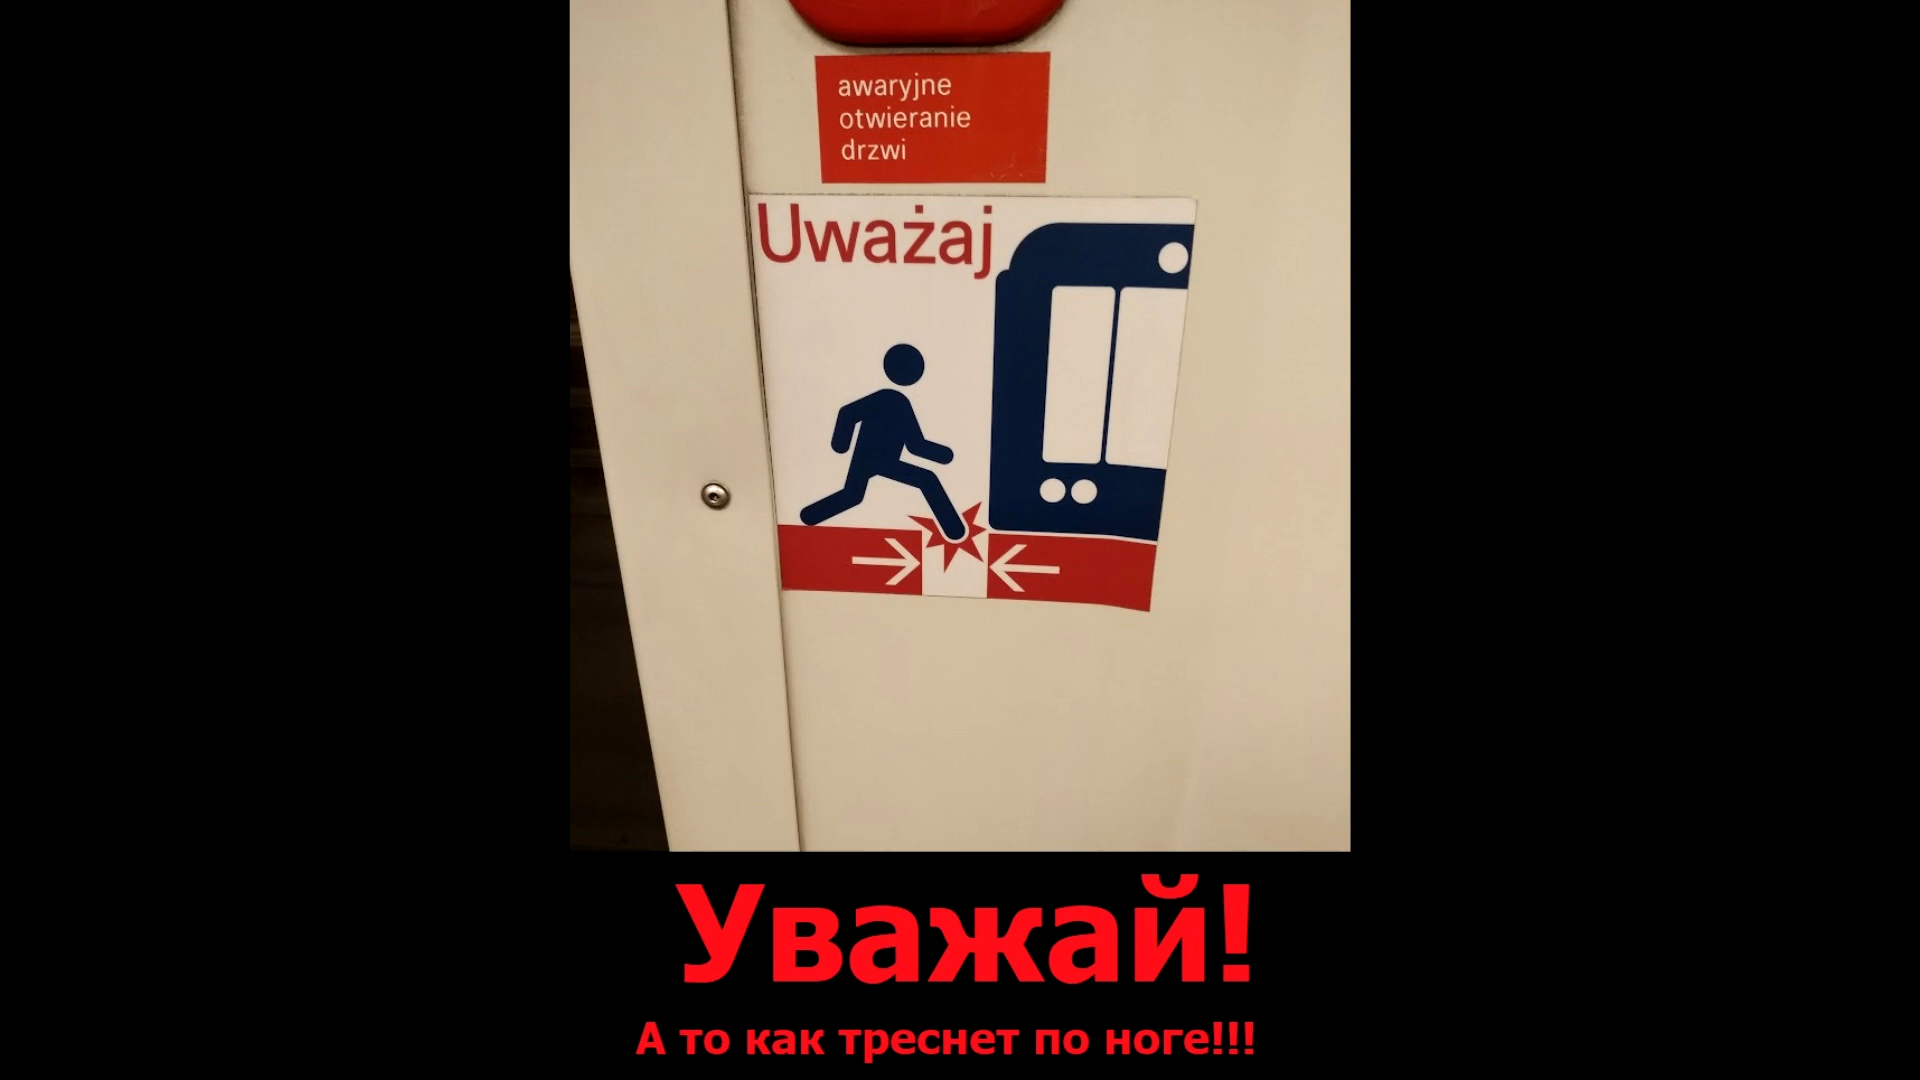 awaryjne
otwieranie
drzwi
Uważaj
Уважай!
А то как треснет по ноге!!!